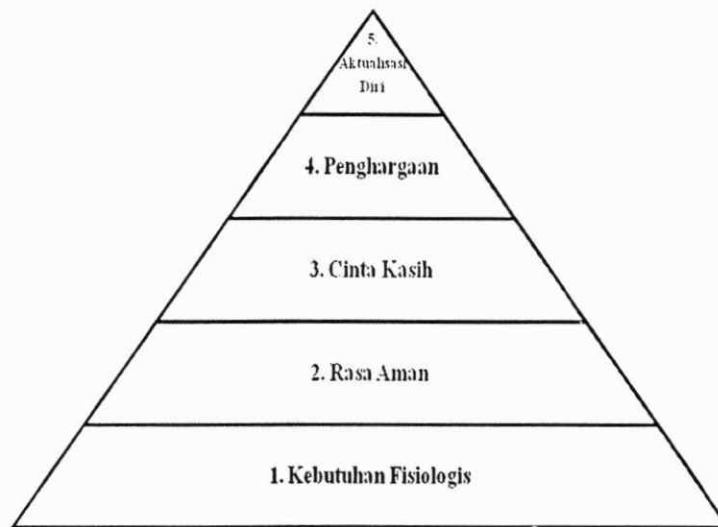 5.
Aktualisasi
Diri
4. Penghargaan
3. Cinta Kasih
2. Rasa Aman
1. Kebutuhan Fisiologis